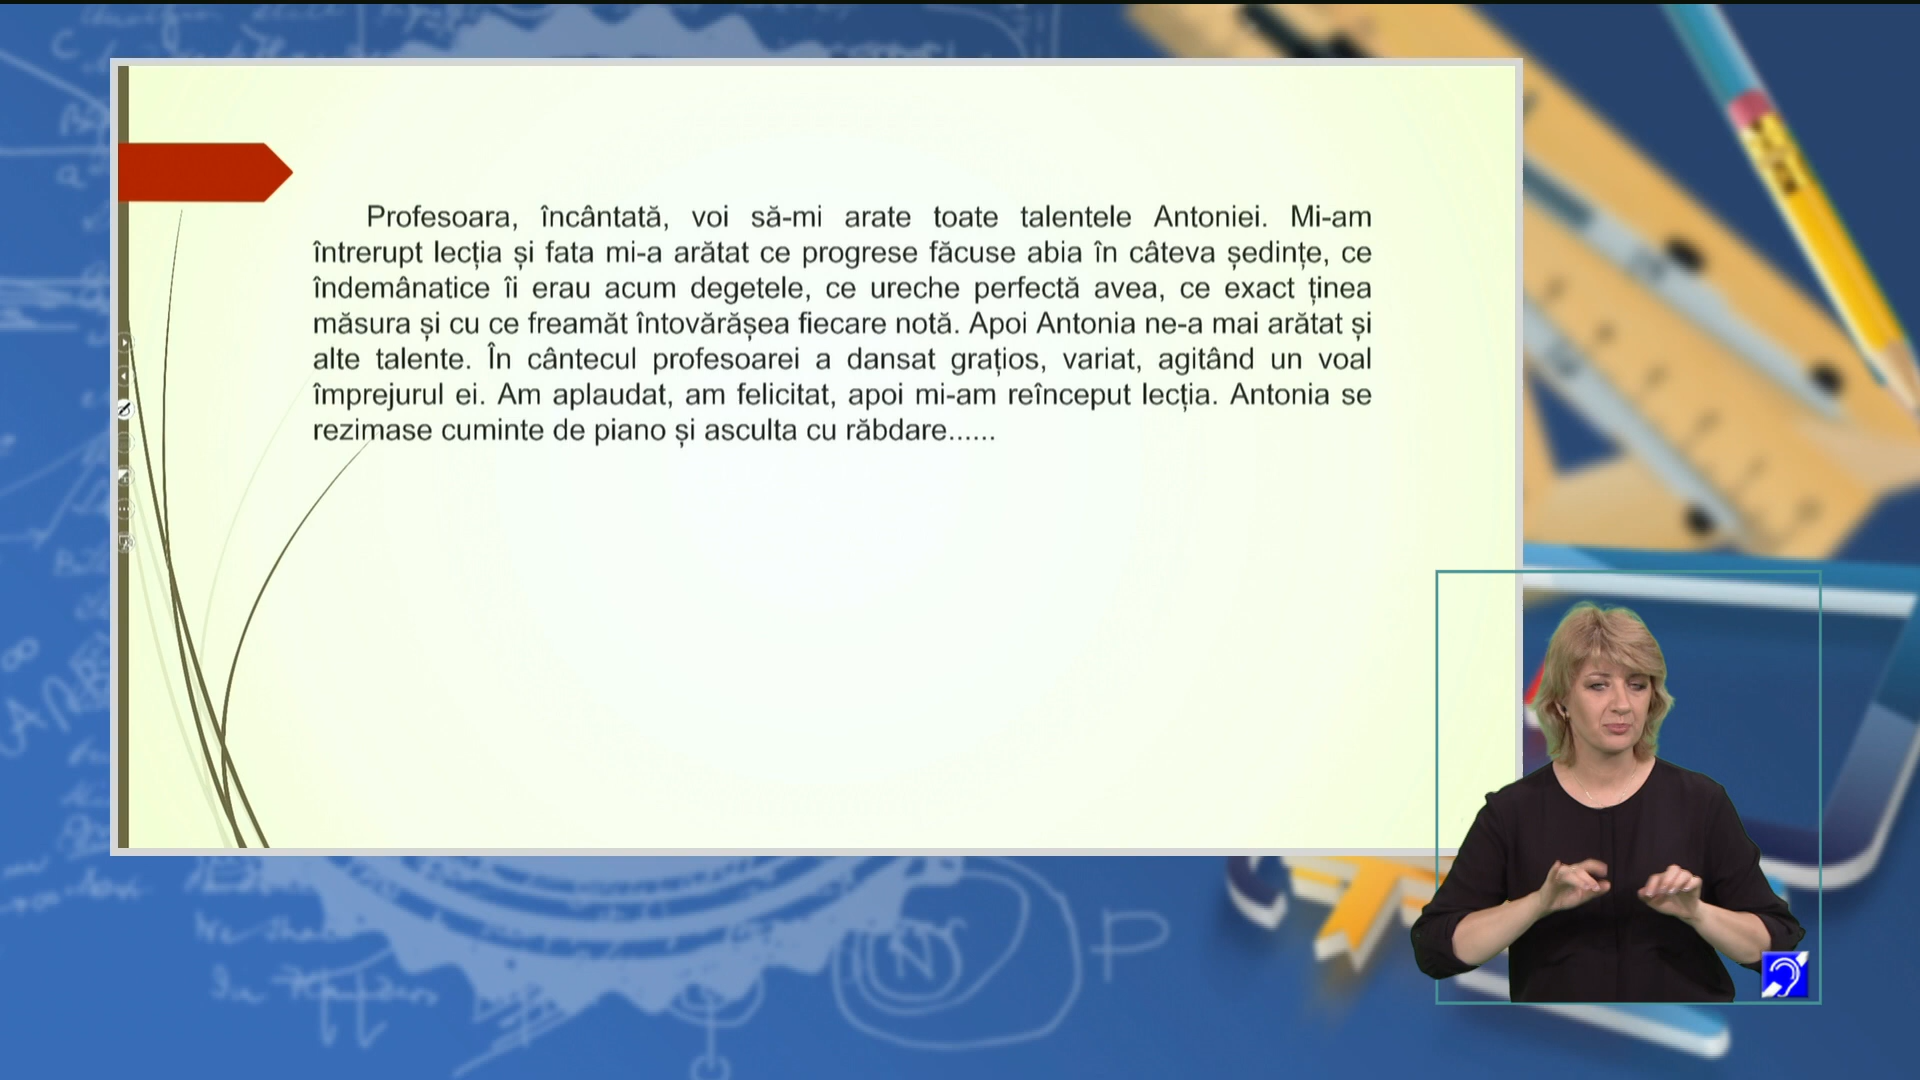 Profesoara, încântată, voi să-mi arate toate talentele Antoniei. Mi-am
întrerupt lecția și fata mi-a arătat ce progrese făcuse abia în câteva ședințe, ce
îndemânatice îi erau acum degetele, ce ureche perfectă avea, ce exact ținea
măsura și cu ce freamăt întovărășea fiecare notă. Apoi Antonia ne-a mai arătat și
alte talente. În cântecul profesoarei a dansat grațios, variat, agitând un voal
împrejurul ei. Am aplaudat, am felicitat, apoi mi-am reînceput lecția. Antonia se
rezimase cuminte de piano și asculta cu răbdare......
N
P